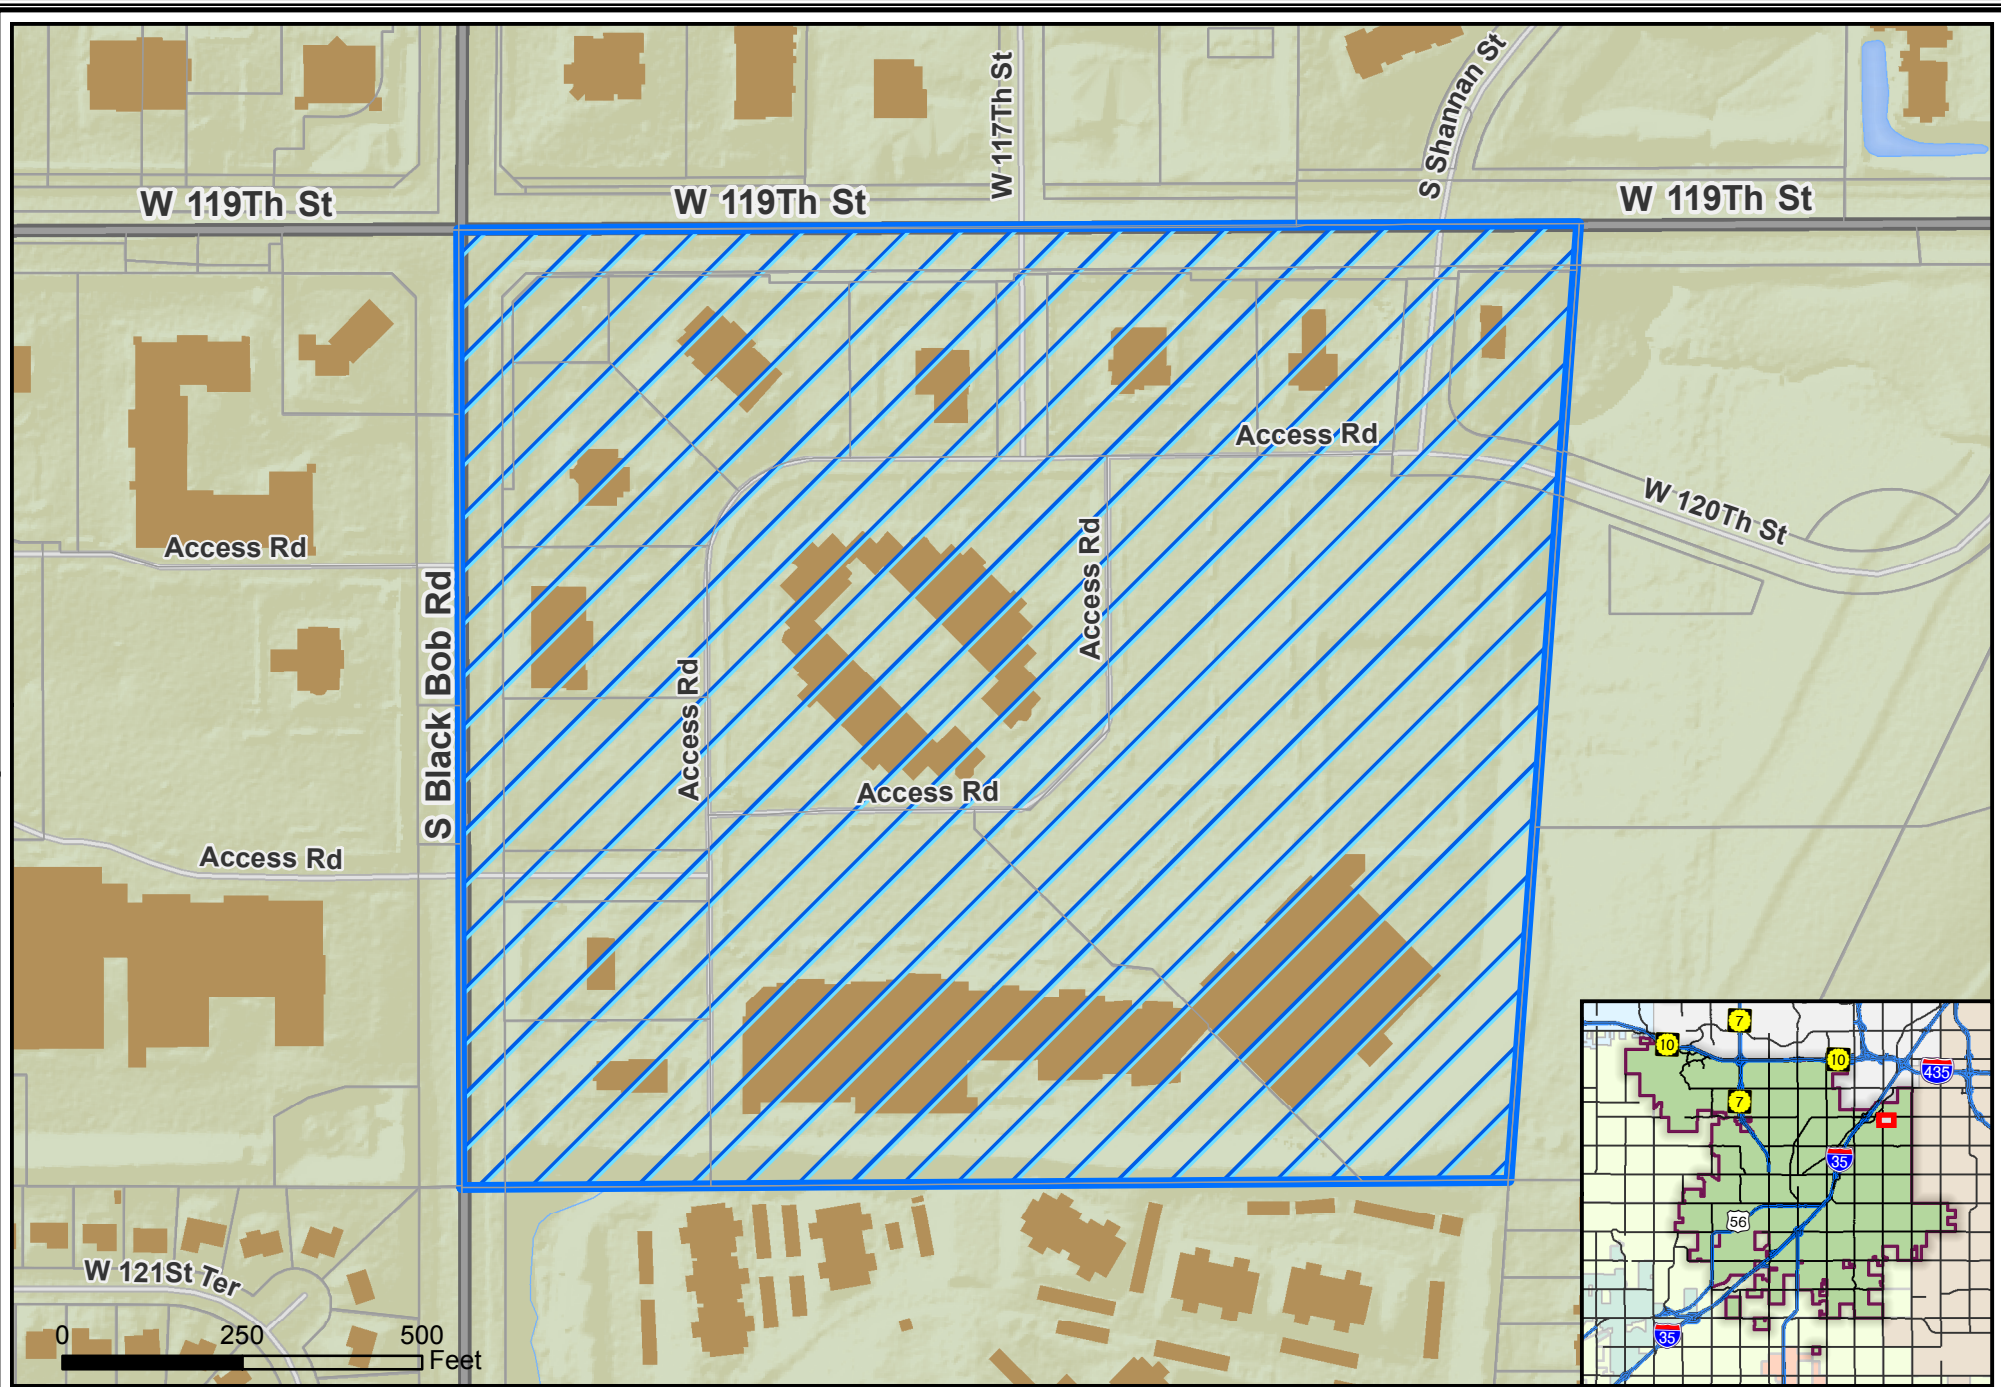 W 117Th St
S Shannan St
W 119Th St
W 119Th St
W 119Th St
Access Rd
W 120Th St
Access Rd
Access Rd
S Black Bob Rd
Access Rd
Access Rd
Access Rd
W 121St Ter
0 250 500
Feet
7
10
10
435
7
35
56
35